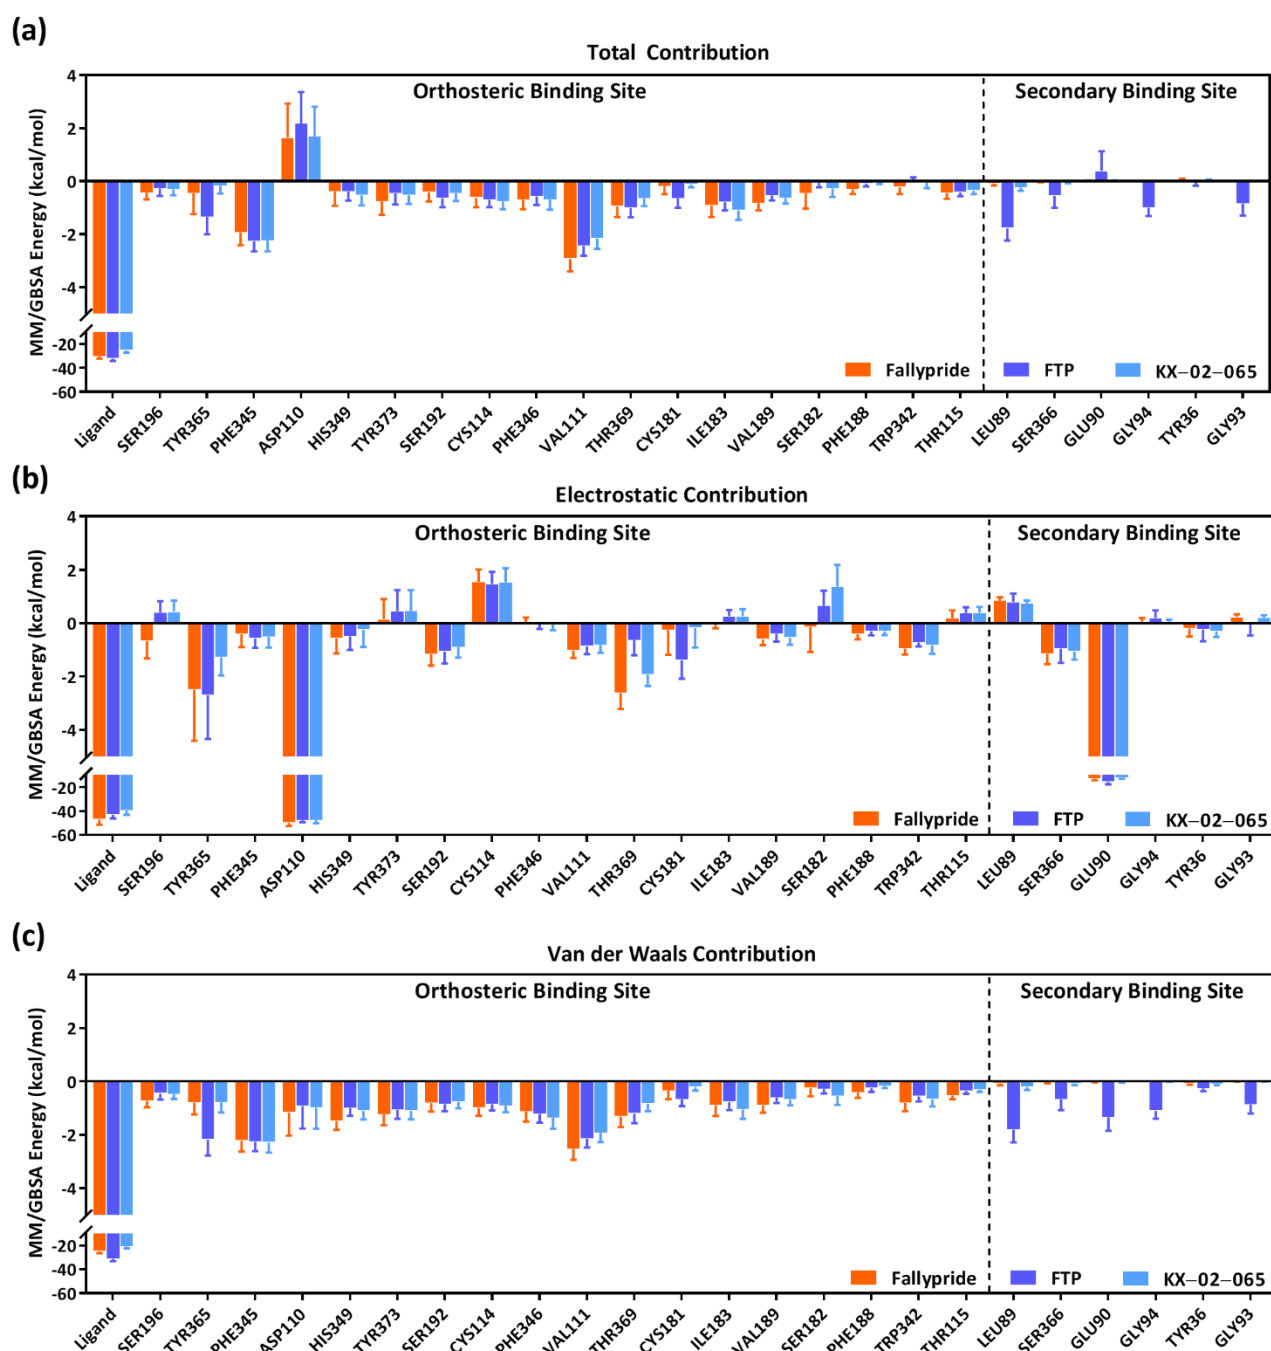 (a)
Total Contribution
Orthosteric Binding Site
Secondary Binding Site
MM/GBSA Energy (kcal/mol)
4
2
0
-2
-4
-20
-40
-60
Fallypride
FTP
KX−02−065
Ligand
SER196
TYR365
PHE345
ASP110
HIS349
TYR373
SER192
CYS114
PHE346
VAL111
THR369
CYS181
ILE183
VAL189
SER182
PHE188
TRP342
THR115
LEU89
SER366
GLU90
GLY94
TYR36
GLY93
(b)
Electrostatic Contribution
Orthosteric Binding Site
Secondary Binding Site
MM/GBSA Energy (kcal/mol)
4
2
0
-2
-4
-20
-40
-60
Fallypride
FTP
KX−02−065
Ligand
SER196
TYR365
PHE345
ASP110
HIS349
TYR373
SER192
CYS114
PHE346
VAL111
THR369
CYS181
ILE183
VAL189
SER182
PHE188
TRP342
THR115
LEU89
SER366
GLU90
GLY94
TYR36
GLY93
(c)
Van der Waals Contribution
Orthosteric Binding Site
Secondary Binding Site
MM/GBSA Energy (kcal/mol)
4
2
0
-2
-4
-20
-40
-60
Fallypride
FTP
KX−02−065
Ligand
SER196
TYR365
PHE345
ASP110
HIS349
TYR373
SER192
CYS114
PHE346
VAL111
THR369
CYS181
ILE183
VAL189
SER182
PHE188
TRP342
THR115
LEU89
SER366
GLU90
GLY94
TYR36
GLY93